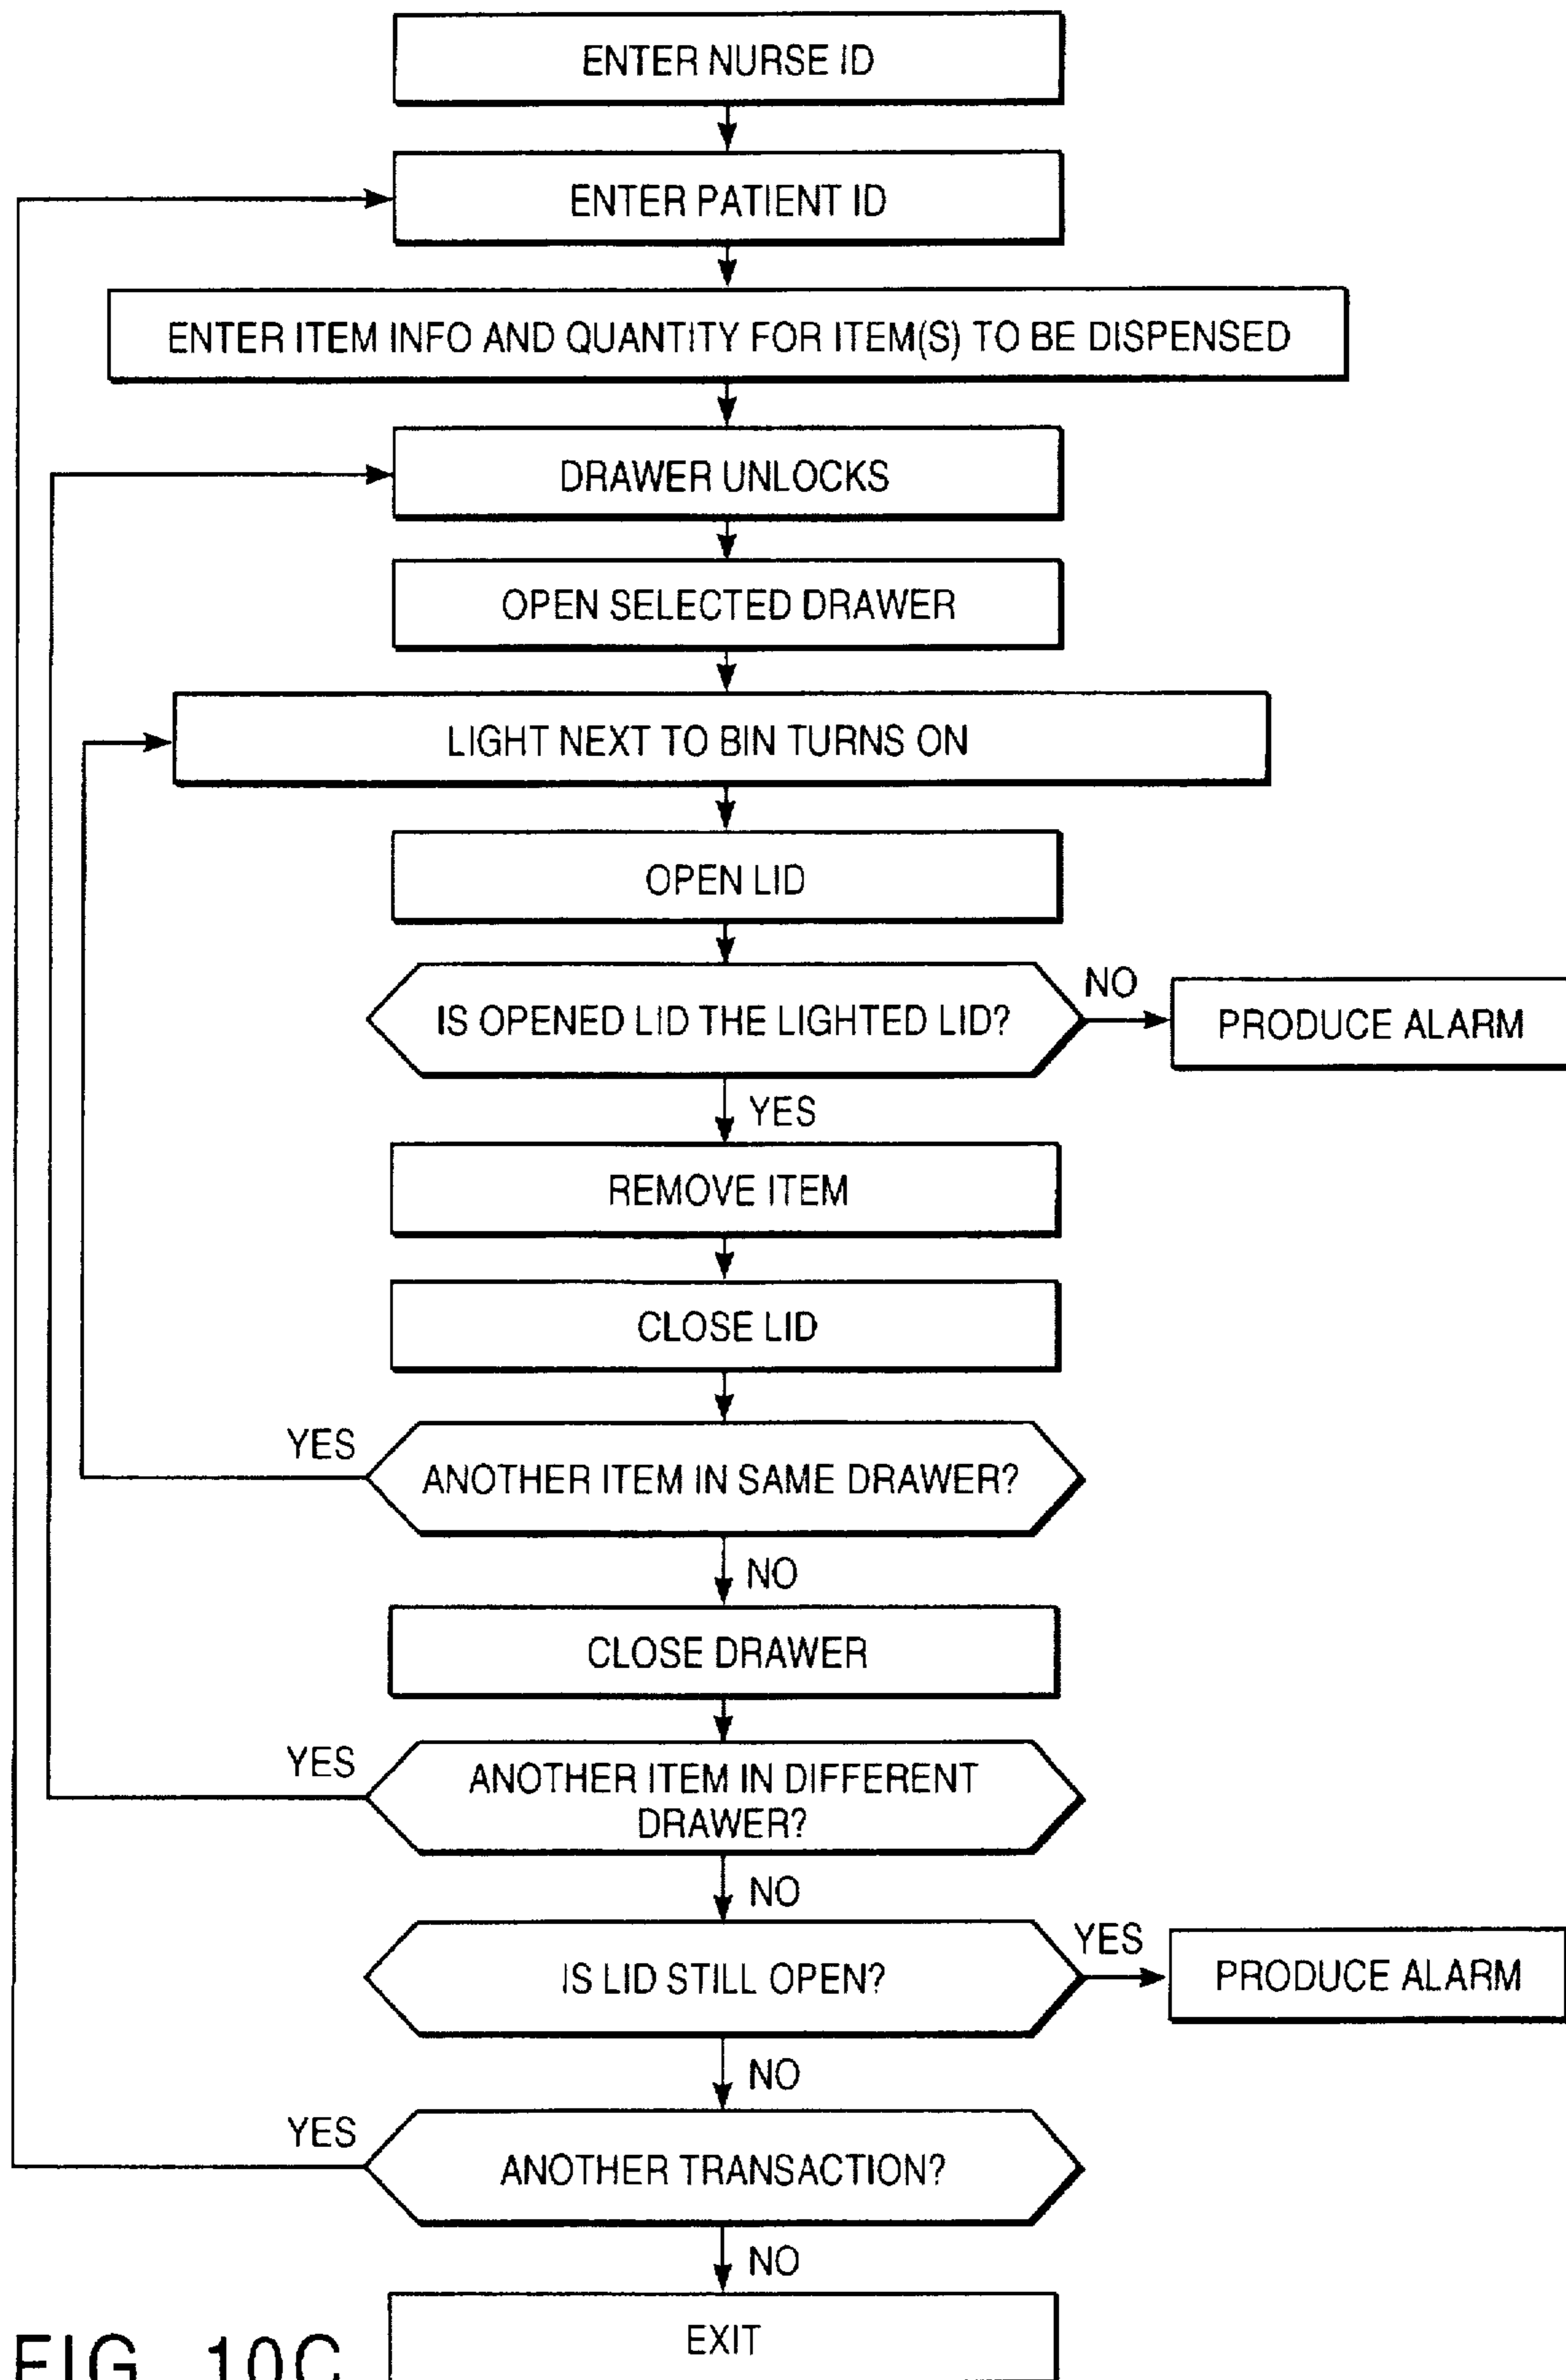 ENTER NURSE ID
ENTER PATIENT ID
ENTER ITEM INFO AND QUANTITY FOR ITEM(S) TO BE DISPENSED
DRAWER UNLOCKS
OPEN SELECTED DRAWER
LIGHT NEXT TO BIN TURNS ON
OPEN LID
IS OPENED LID THE LIGHTED LID?
NO
PRODUCE ALARM
YES
REMOVE ITEM
CLOSE LID
YES
ANOTHER ITEM IN SAME DRAWER?
NO
CLOSE DRAWER
YES
ANOTHER ITEM IN DIFFERENT
DRAWER?
NO
IS LID STILL OPEN?
YES
PRODUCE ALARM
NO
YES
ANOTHER TRANSACTION?
NO
EXIT
FIG. 10C